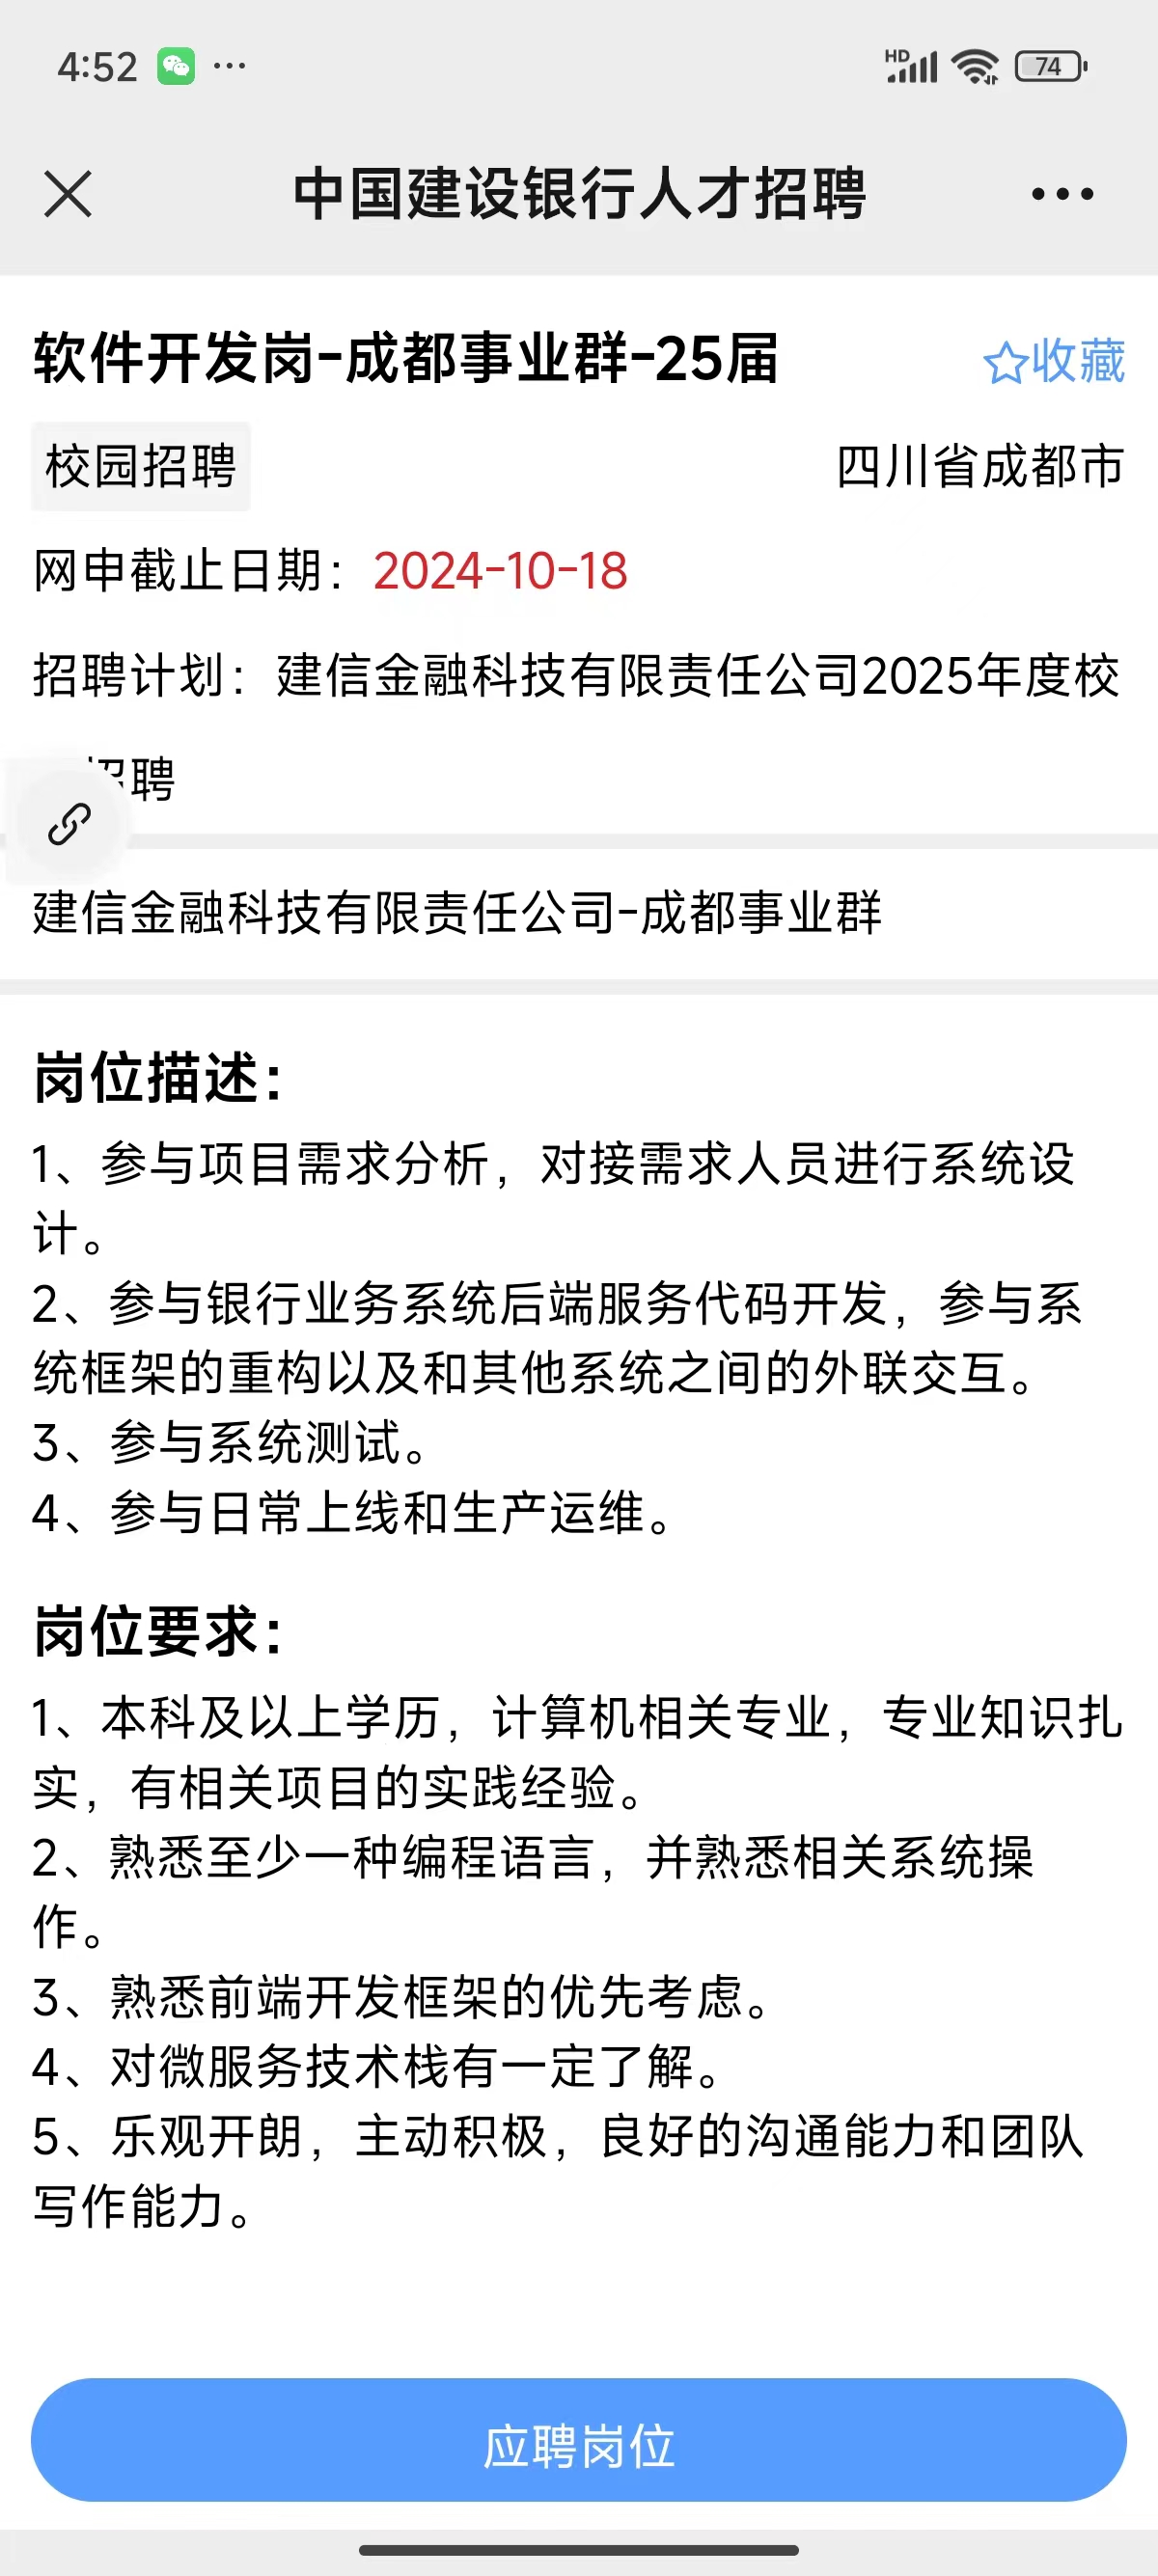 4:52
HD
74
中国建设银行人才招聘
软件开发岗-成都事业群-25届
收藏
校园招聘
四川省成都市
网申截止日期：2024-10-18
招聘计划：建信金融科技有限责任公司2025年度校
招聘
建信金融科技有限责任公司-成都事业群
岗位描述：
1、参与项目需求分析，对接需求人员进行系统设
计。
2、参与银行业务系统后端服务代码开发，参与系
统框架的重构以及和其他系统之间的外联交互。
3、参与系统测试。
4、参与日常上线和生产运维。
岗位要求：
1、本科及以上学历，计算机相关专业，专业知识扎
实，有相关项目的实践经验。
2、熟悉至少一种编程语言，并熟悉相关系统操
作。
3、熟悉前端开发框架的优先考虑。
4、对微服务技术栈有一定了解。
5、乐观开朗，主动积极，良好的沟通能力和团队
写作能力。
应聘岗位